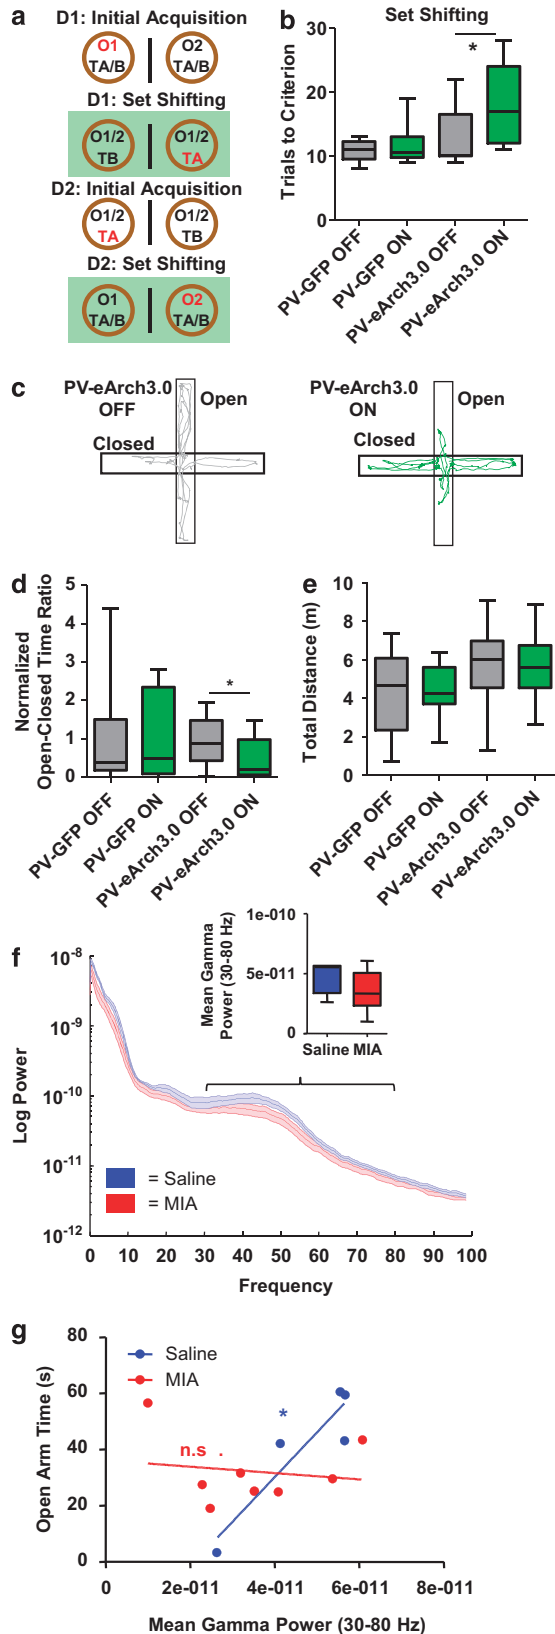 a
D1: Initial Acquisition
O1 O2
TA/B TA/B
D1: Set Shifting
O1/2 O1/2
TB TA
D2: Initial Acquisition
O1/2 O1/2
TA TB
D2: Set Shifting
O1 O2
TA/B TA/B
b
Set Shifting
*
Trials to Criterion
30
20
10
0
PV-GFP OFF
PV-GFP ON
PV-eArch3.0 OFF
PV-eArch3.0 ON
c
PV-eArch3.0
OFF
Open
Closed
PV-eArch3.0
ON
Open
Closed
d
Normalized
Open-Closed Time Ratio
5
4
3
2
1
0
*
PV-GFP OFF
PV-GFP ON
PV-eArch3.0 OFF
PV-eArch3.0 ON
e
Total Distance (m)
10
8
6
4
2
0
PV-GFP OFF
PV-GFP ON
PV-eArch3.0 OFF
PV-eArch3.0 ON
f
Mean Gamma
Power (30-80 Hz)
1e-010
5e-011
0
Saline MIA
Log Power
10-8
10-9
10-10
10-11
10-12
= Saline
= MIA
0 10 20 30 40 50 60 70 80 90 100
Frequency
g
Open Arm Time (s)
80
60
40
20
0
Saline
MIA
*
n.s .
0 2e-011 4e-011 6e-011 8e-011
Mean Gamma Power (30-80 Hz)